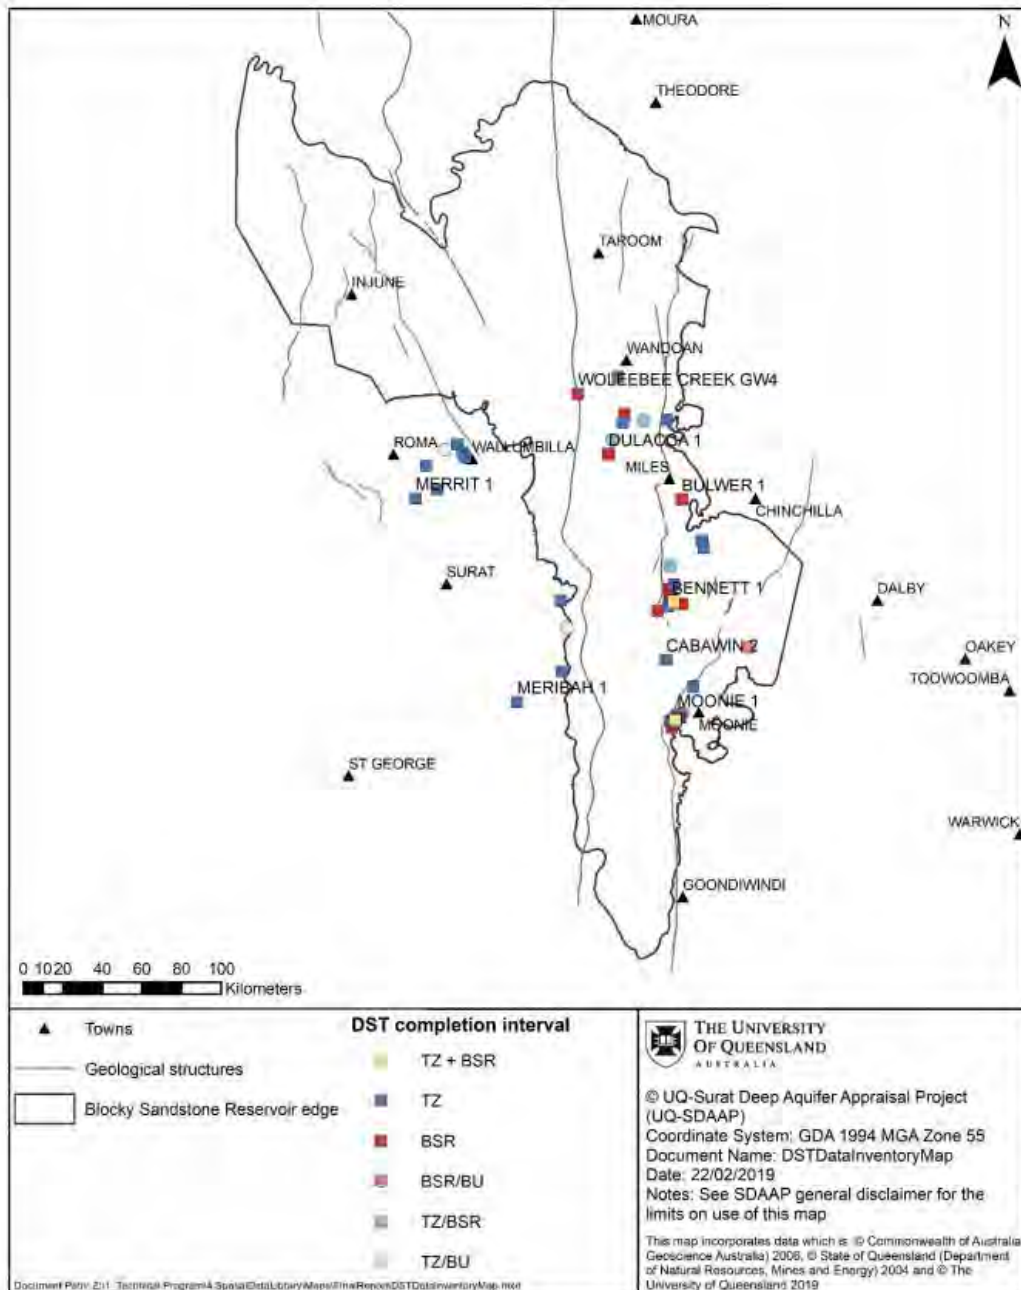 MOURA
N
THEODORE
TAROOM
INJUNE
WANDOAN
WOLEEBEE CREEK GW4
ROMA
WALLUMBILLA
DULACCA 1
MERRIT 1
MILES
BULWER 1
CHINCHILLA
SURAT
BENNETT 1
DALBY
CABAWIN 2
OAKEY
TOOWOOMBA
MERIBAH 1
MOONIE 1
MOONIE
ST GEORGE
WARWICK
GOONDIWINDI
0 10 20 40 60 80 100
Kilometers
Towns
Geological structures
Blocky Sandstone Reservoir edge
DST completion interval
TZ + BSR
TZ
BSR
BSR/BU
TZ/BSR
TZ/BU
THE UNIVERSITY
OF QUEENSLAND
AUSTRALIA
© UQ-Surat Deep Aquifer Appraisal Project
(UQ-SDAAP)
Coordinate System: GDA 1994 MGA Zone 55
Document Name: DSTDataInventoryMap
Date: 22/02/2019
Notes: See SDAAP general disclaimer for the
limits on use of this map
This map incorporates data which is: © Commonwealth of Australia
Geoscience Australia) 2006, © State of Queensland (Department
of Natural Resources, Mines and Energy) 2004 and © The
University of Queensland 2019